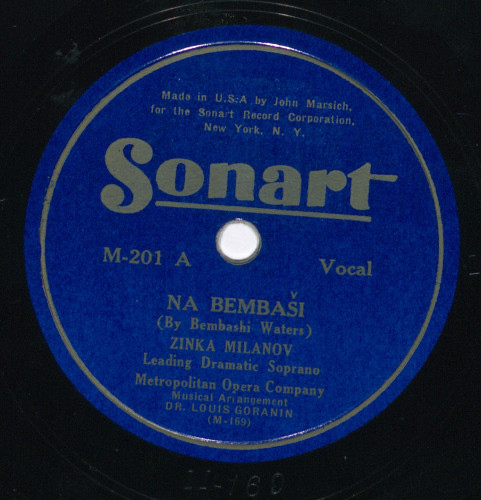 Made in U.S.A by John Marsich,
for the Sonart Record Corporation,
New York, N. Y.
Sonart
M-201 A Vocal
NA BEMBAŠI
(By Bembashi Waters)
ZINKA MILANOV
Leading Dramatic Soprano
Metropolitan Opera Company
Musical Arrangement
DR. LOUIS GORANIN
(M-169)